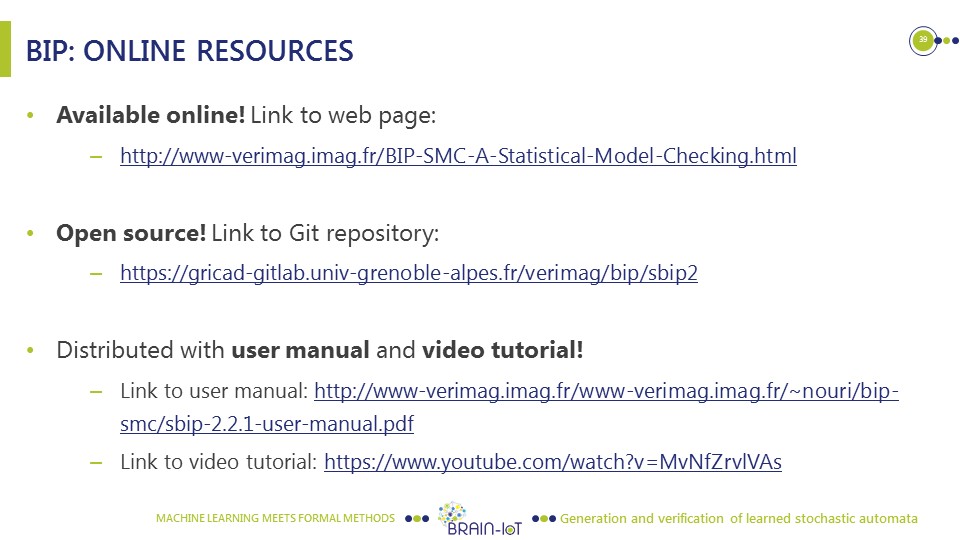 BIP: ONLINE RESOURCES
39
• Available online! Link to web page:
– http://www-verimag.imag.fr/BIP-SMC-A-Statistical-Model-Checking.html
• Open source! Link to Git repository:
– https://gricad-gitlab.univ-grenoble-alpes.fr/verimag/bip/sbip2
• Distributed with user manual and video tutorial!
– Link to user manual: http://www-verimag.imag.fr/www-verimag.imag.fr/~nouri/bip-
smc/sbip-2.2.1-user-manual.pdf
– Link to video tutorial: https://www.youtube.com/watch?v=MvNfZrvlVAs
MACHINE LEARNING MEETS FORMAL METHODS
BRAIN-IoT
Generation and verification of learned stochastic automata